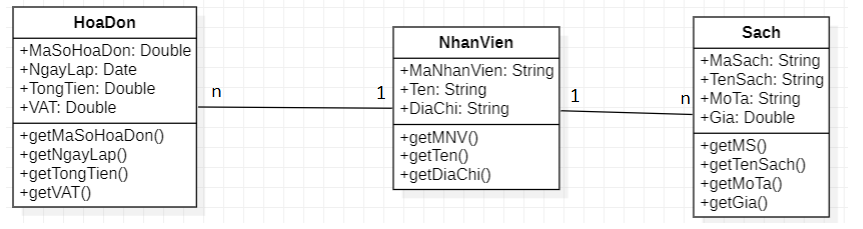 HoaDon
+MaSoHoaDon: Double
+NgayLap: Date
+TongTien: Double
+VAT: Double
+getMaSoHoaDon()
+getNgayLap()
+getTongTien()
+getVAT()
n
1
NhanVien
+MaNhanVien: String
+Ten: String
+DiaChi: String
+getMNV()
+getTen()
+getDiaChi()
1
n
Sach
+MaSach: String
+TenSach: String
+MoTa: String
+Gia: Double
+getMS()
+getTenSach()
+getMoTa()
+getGia()